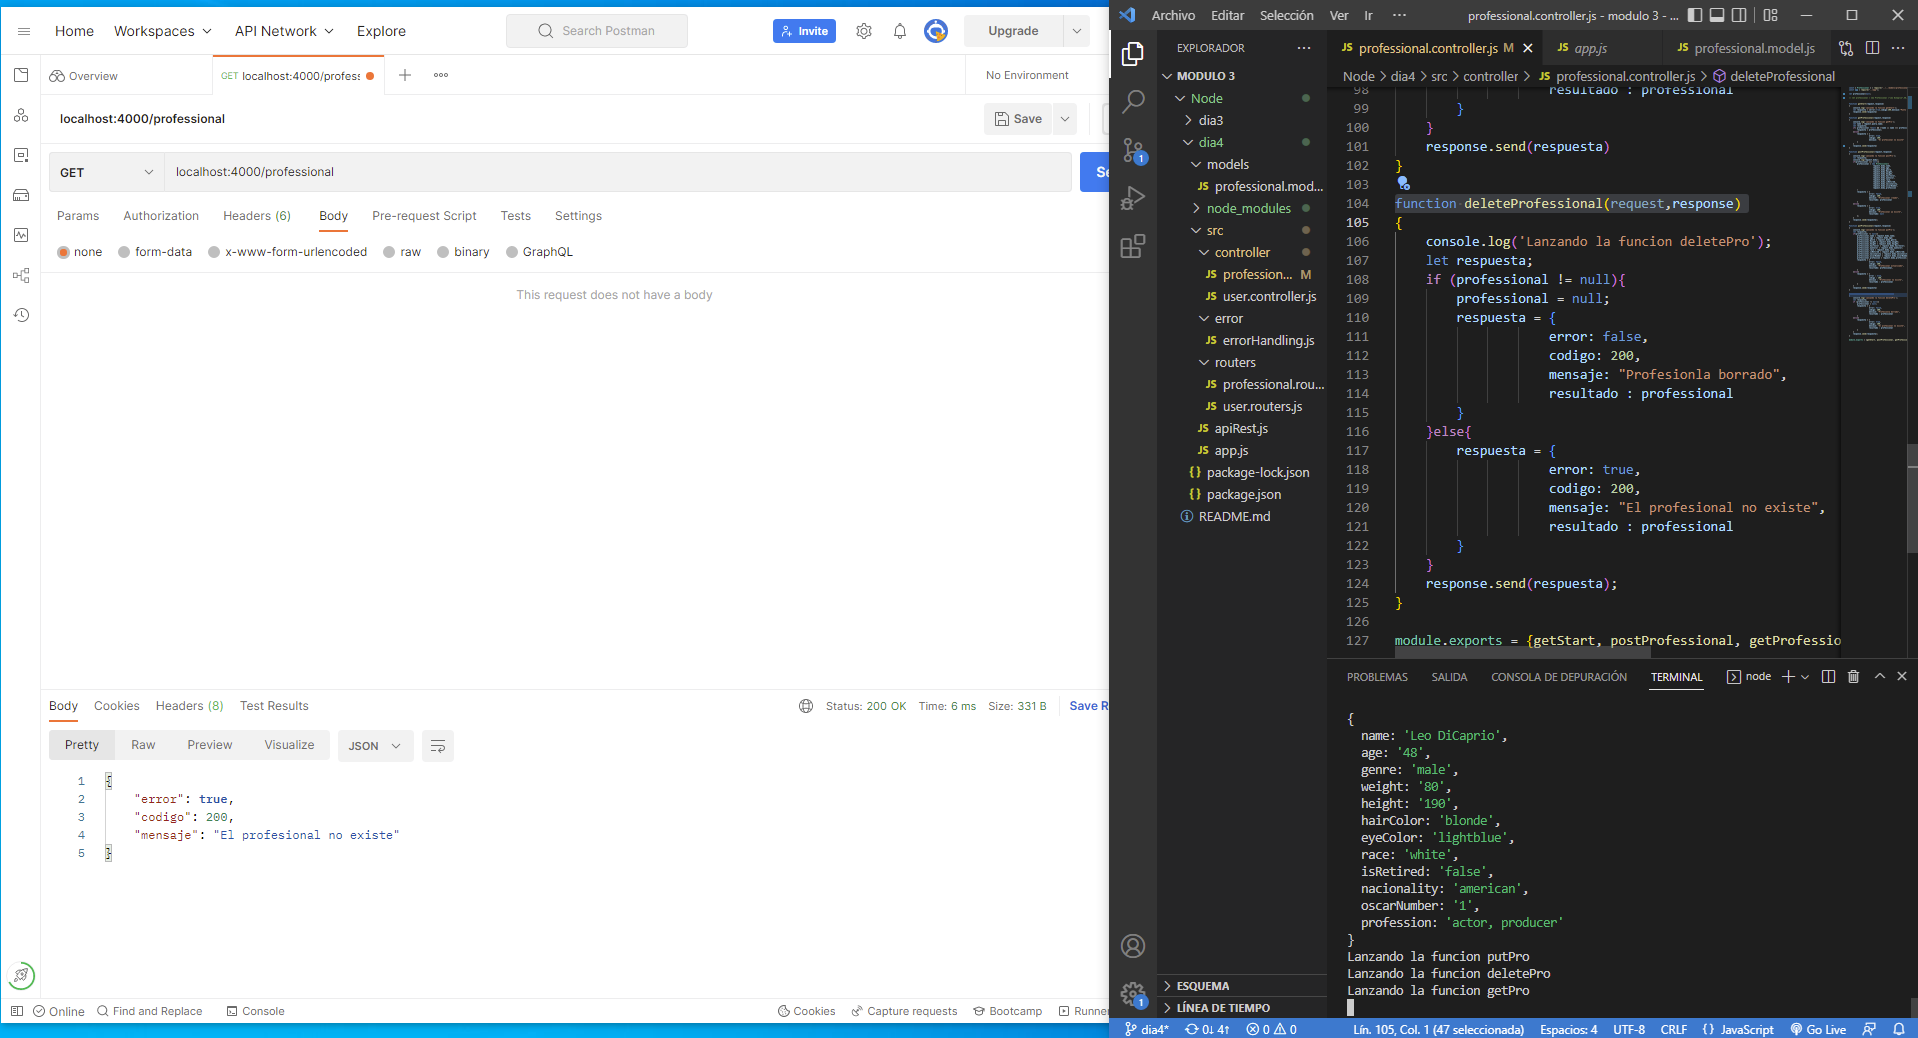 Home
Workspaces
API Network
Explore
Search Postman
Invite
Upgrade
Overview
GET localhost:4000/profess
No Environment
localhost:4000/professional
Save
GET
localhost:4000/professional
Params
Authorization
Headers (6)
Body
Pre-request Script
Tests
Settings
none
form-data
x-www-form-urlencoded
raw
binary
GraphQL
This request does not have a body
Body
Cookies
Headers (8)
Test Results
Status: 200 OK
Time: 6 ms
Size: 331 B
Save R
Pretty
Raw
Preview
Visualize
JSON
1 {
2 "error": true,
3 "codigo": 200,
4 "mensaje": "El profesional no existe"
5 }
Online
Find and Replace
Console
Cookies
Capture requests
Bootcamp
Runner
Archivo
Editar
Selección
Ver
Ir
···
professional.controller.js - modulo 3 - ...
EXPLORADOR
MODULO 3
Node
dia3
dia4
models
JS professional.mod...
node_modules
src
controller
JS profession... M
JS user.controller.js
error
JS errorHandling.js
routers
JS professional.rou...
JS user.routers.js
JS apiRest.js
JS app.js
{} package-lock.json
{} package.json
README.md
ESQUEMA
LÍNEA DE TIEMPO
JS professional.controller.js M
JS app.js
JS professional.model.js
Node > dia4 > src > controller > JS professional.controller.js > deleteProfessional
98 resultado : professional
99 }
100 }
101 response.send(respuesta)
102 }
103
104 function deleteProfessional(request,response)
105 {
106 console.log('Lanzando la funcion deletePro');
107 let respuesta;
108 if (professional != null){
109 professional = null;
110 respuesta = {
111 error: false,
112 codigo: 200,
113 mensaje: "Profesionla borrado",
114 resultado : professional
115 }
116 }else{
117 respuesta = {
118 error: true,
119 codigo: 200,
120 mensaje: "El profesional no existe",
121 resultado : professional
122 }
123 }
124 response.send(respuesta);
125 }
126
127 module.exports = {getStart, postProfessional, getProfessio
PROBLEMAS
SALIDA
CONSOLA DE DEPURACIÓN
TERMINAL
node
{
name: 'Leo DiCaprio',
age: '48',
genre: 'male',
weight: '80',
height: '190',
hairColor: 'blonde',
eyeColor: 'lightblue',
race: 'white',
isRetired: 'false',
nacionality: 'american',
oscarNumber: '1',
profession: 'actor, producer'
}
Lanzando la funcion putPro
Lanzando la funcion deletePro
Lanzando la funcion getPro
dia4*
0↓ 4↑
0
0
Lín. 105, Col. 1 (47 seleccionada)
Espacios: 4
UTF-8
CRLF
{} JavaScript
Go Live